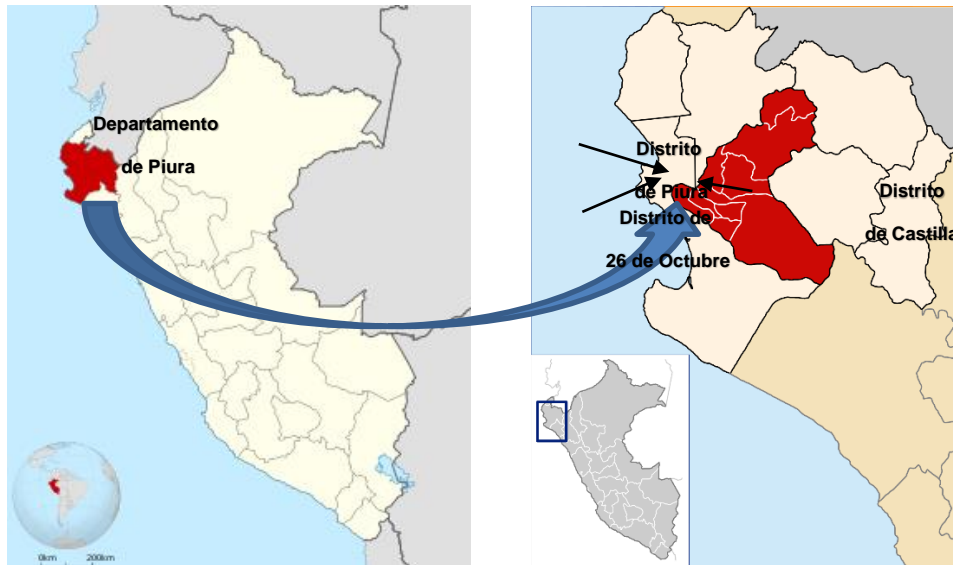 Departamento
de Piura
0km 200km
Distrito
de Piura
Distrito de
26 de Octubre
Distrito
de Castilla